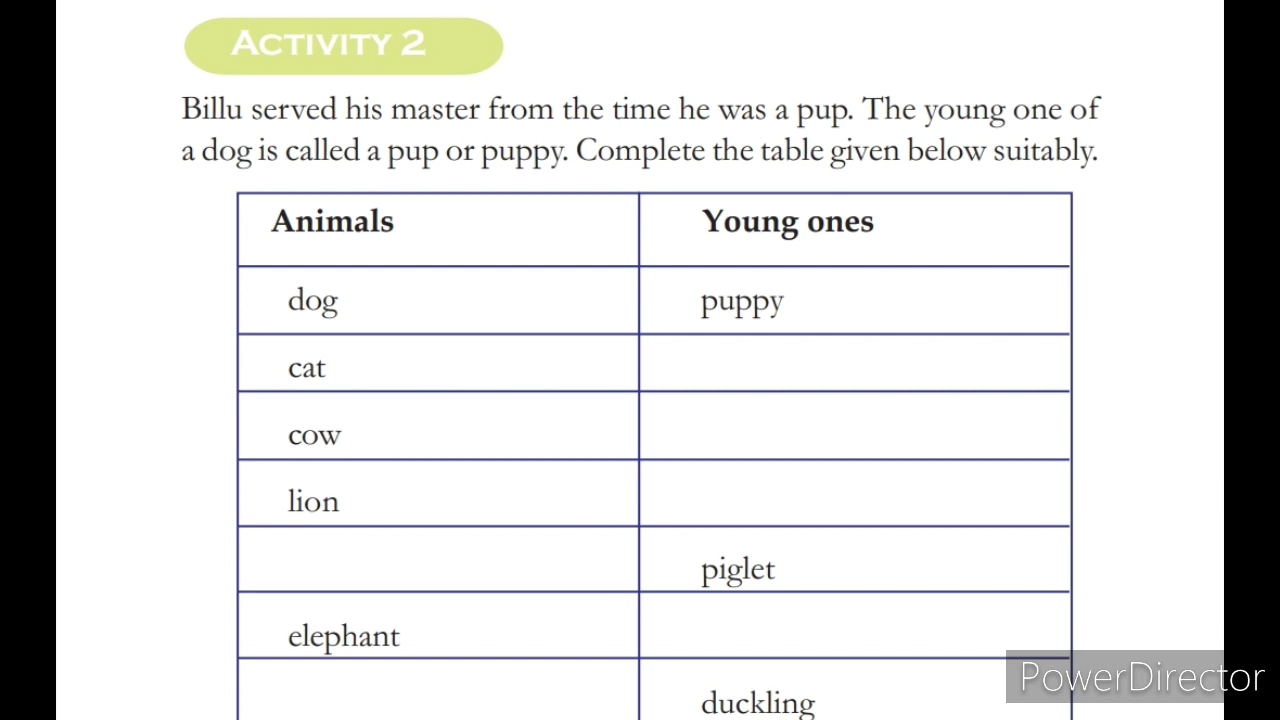 ACTIVITY 2
Billu served his master from the time he was a pup. The young one of
a dog is called a pup or puppy. Complete the table given below suitably.
Animals Young ones
dog puppy
cat
cow
lion
piglet
elephant
duckling
PowerDirector